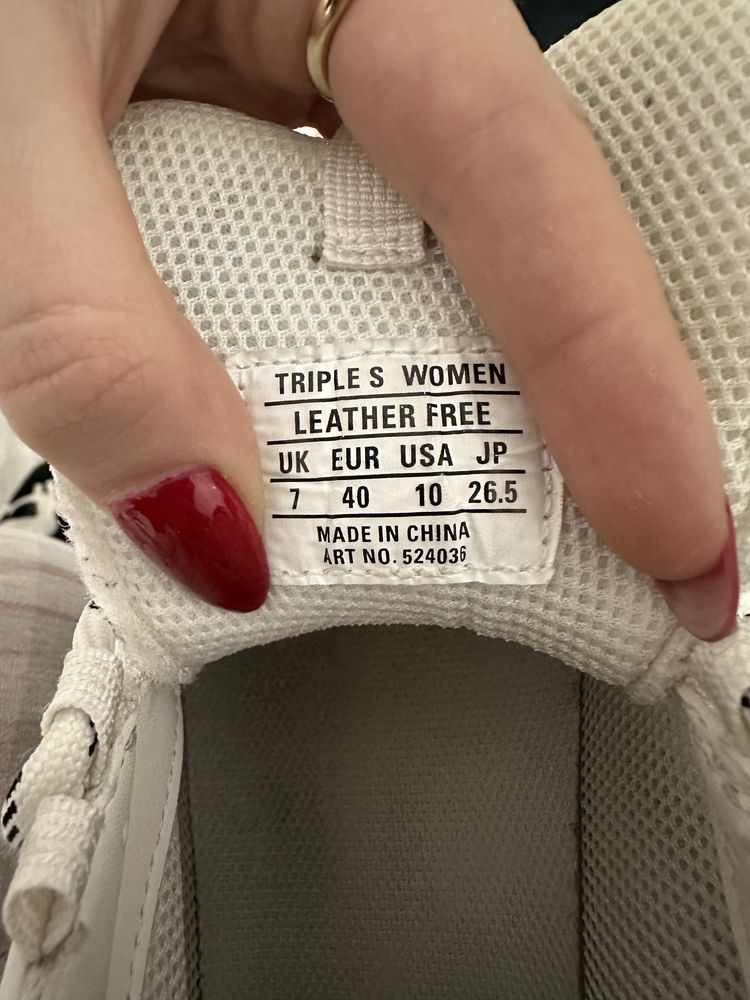 TRIPLE S WOMEN
LEATHER FREE
UK EUR USA JP
7 40 10 26.5
MADE IN CHINA
ART NO. 524036